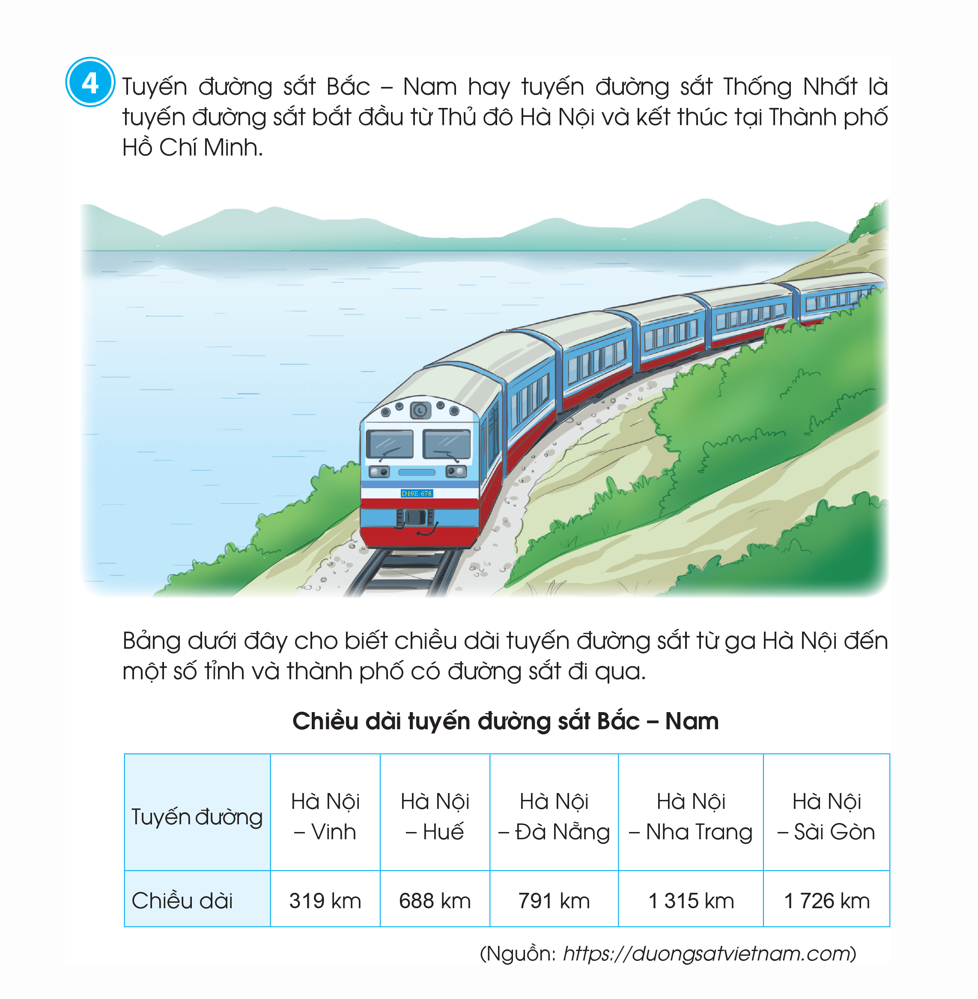 4
Tuyến đường sắt Bắc – Nam hay tuyến đường sắt Thống Nhất là
tuyến đường sắt bắt đầu từ Thủ đô Hà Nội và kết thúc tại Thành phố
Hồ Chí Minh.
D19E-678
Bảng dưới đây cho biết chiều dài tuyến đường sắt từ ga Hà Nội đến
một số tỉnh và thành phố có đường sắt đi qua.
Chiều dài tuyến đường sắt Bắc – Nam
Tuyến đường
Hà Nội
– Vinh
Hà Nội
– Huế
Hà Nội
– Đà Nẵng
Hà Nội
– Nha Trang
Hà Nội
– Sài Gòn
Chiều dài
319 km
688 km
791 km
1 315 km
1 726 km
(Nguồn: https://duongsatvietnam.com)